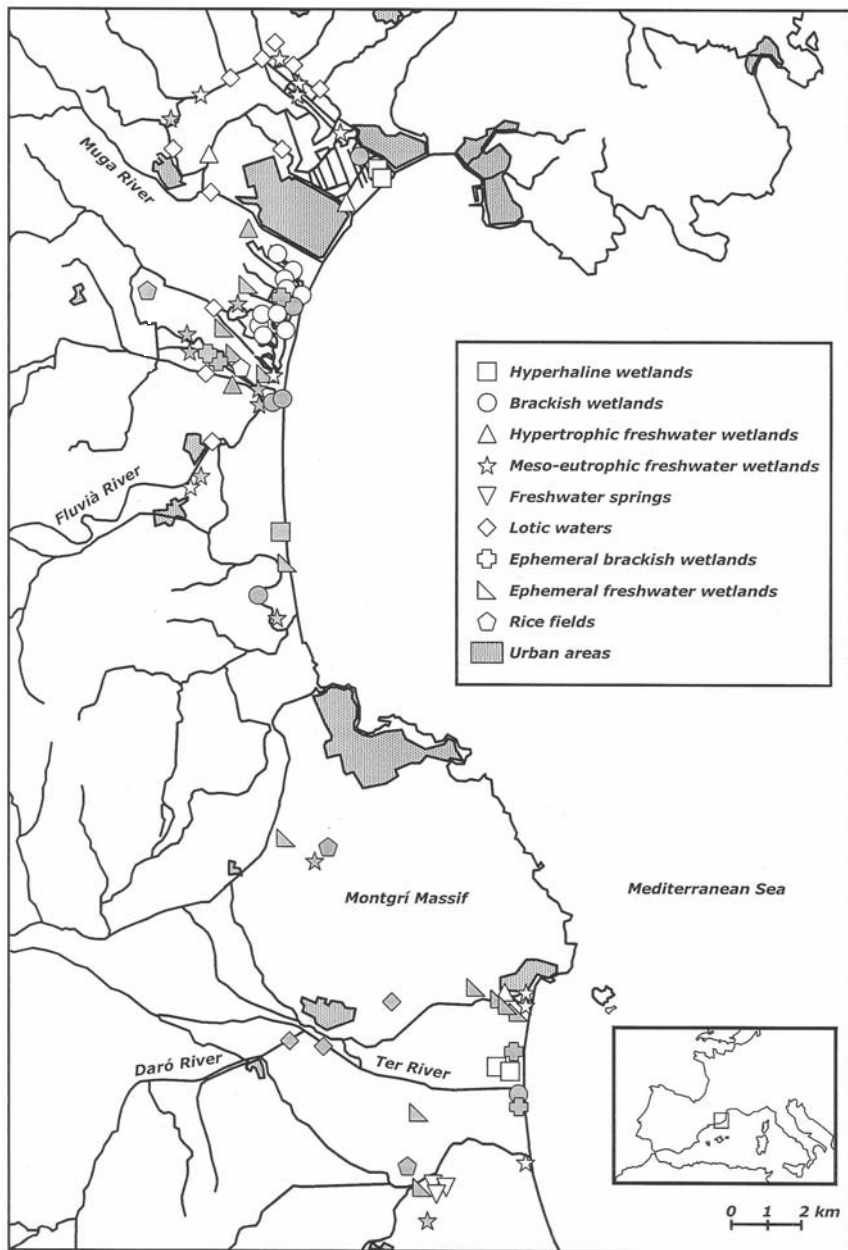 Muga River
Hyperhaline wetlands
Brackish wetlands
Hypertrophic freshwater wetlands
Meso-eutrophic freshwater wetlands
Freshwater springs
Lotic waters
Ephemeral brackish wetlands
Ephemeral freshwater wetlands
Rice fields
Urban areas
Fluvià River
Montgrí Massif
Mediterranean Sea
Daró River
Ter River
0 1 2 km